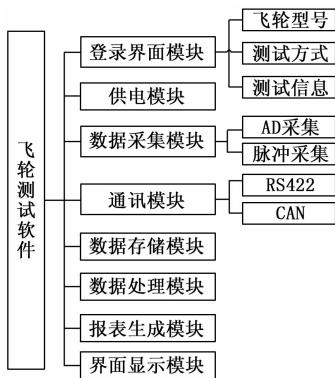 飞轮测试软件
登录界面模块
飞轮型号
测试方式
测试信息
供电模块
数据采集模块
AD采集
脉冲采集
通讯模块
RS422
CAN
数据存储模块
数据处理模块
报表生成模块
界面显示模块